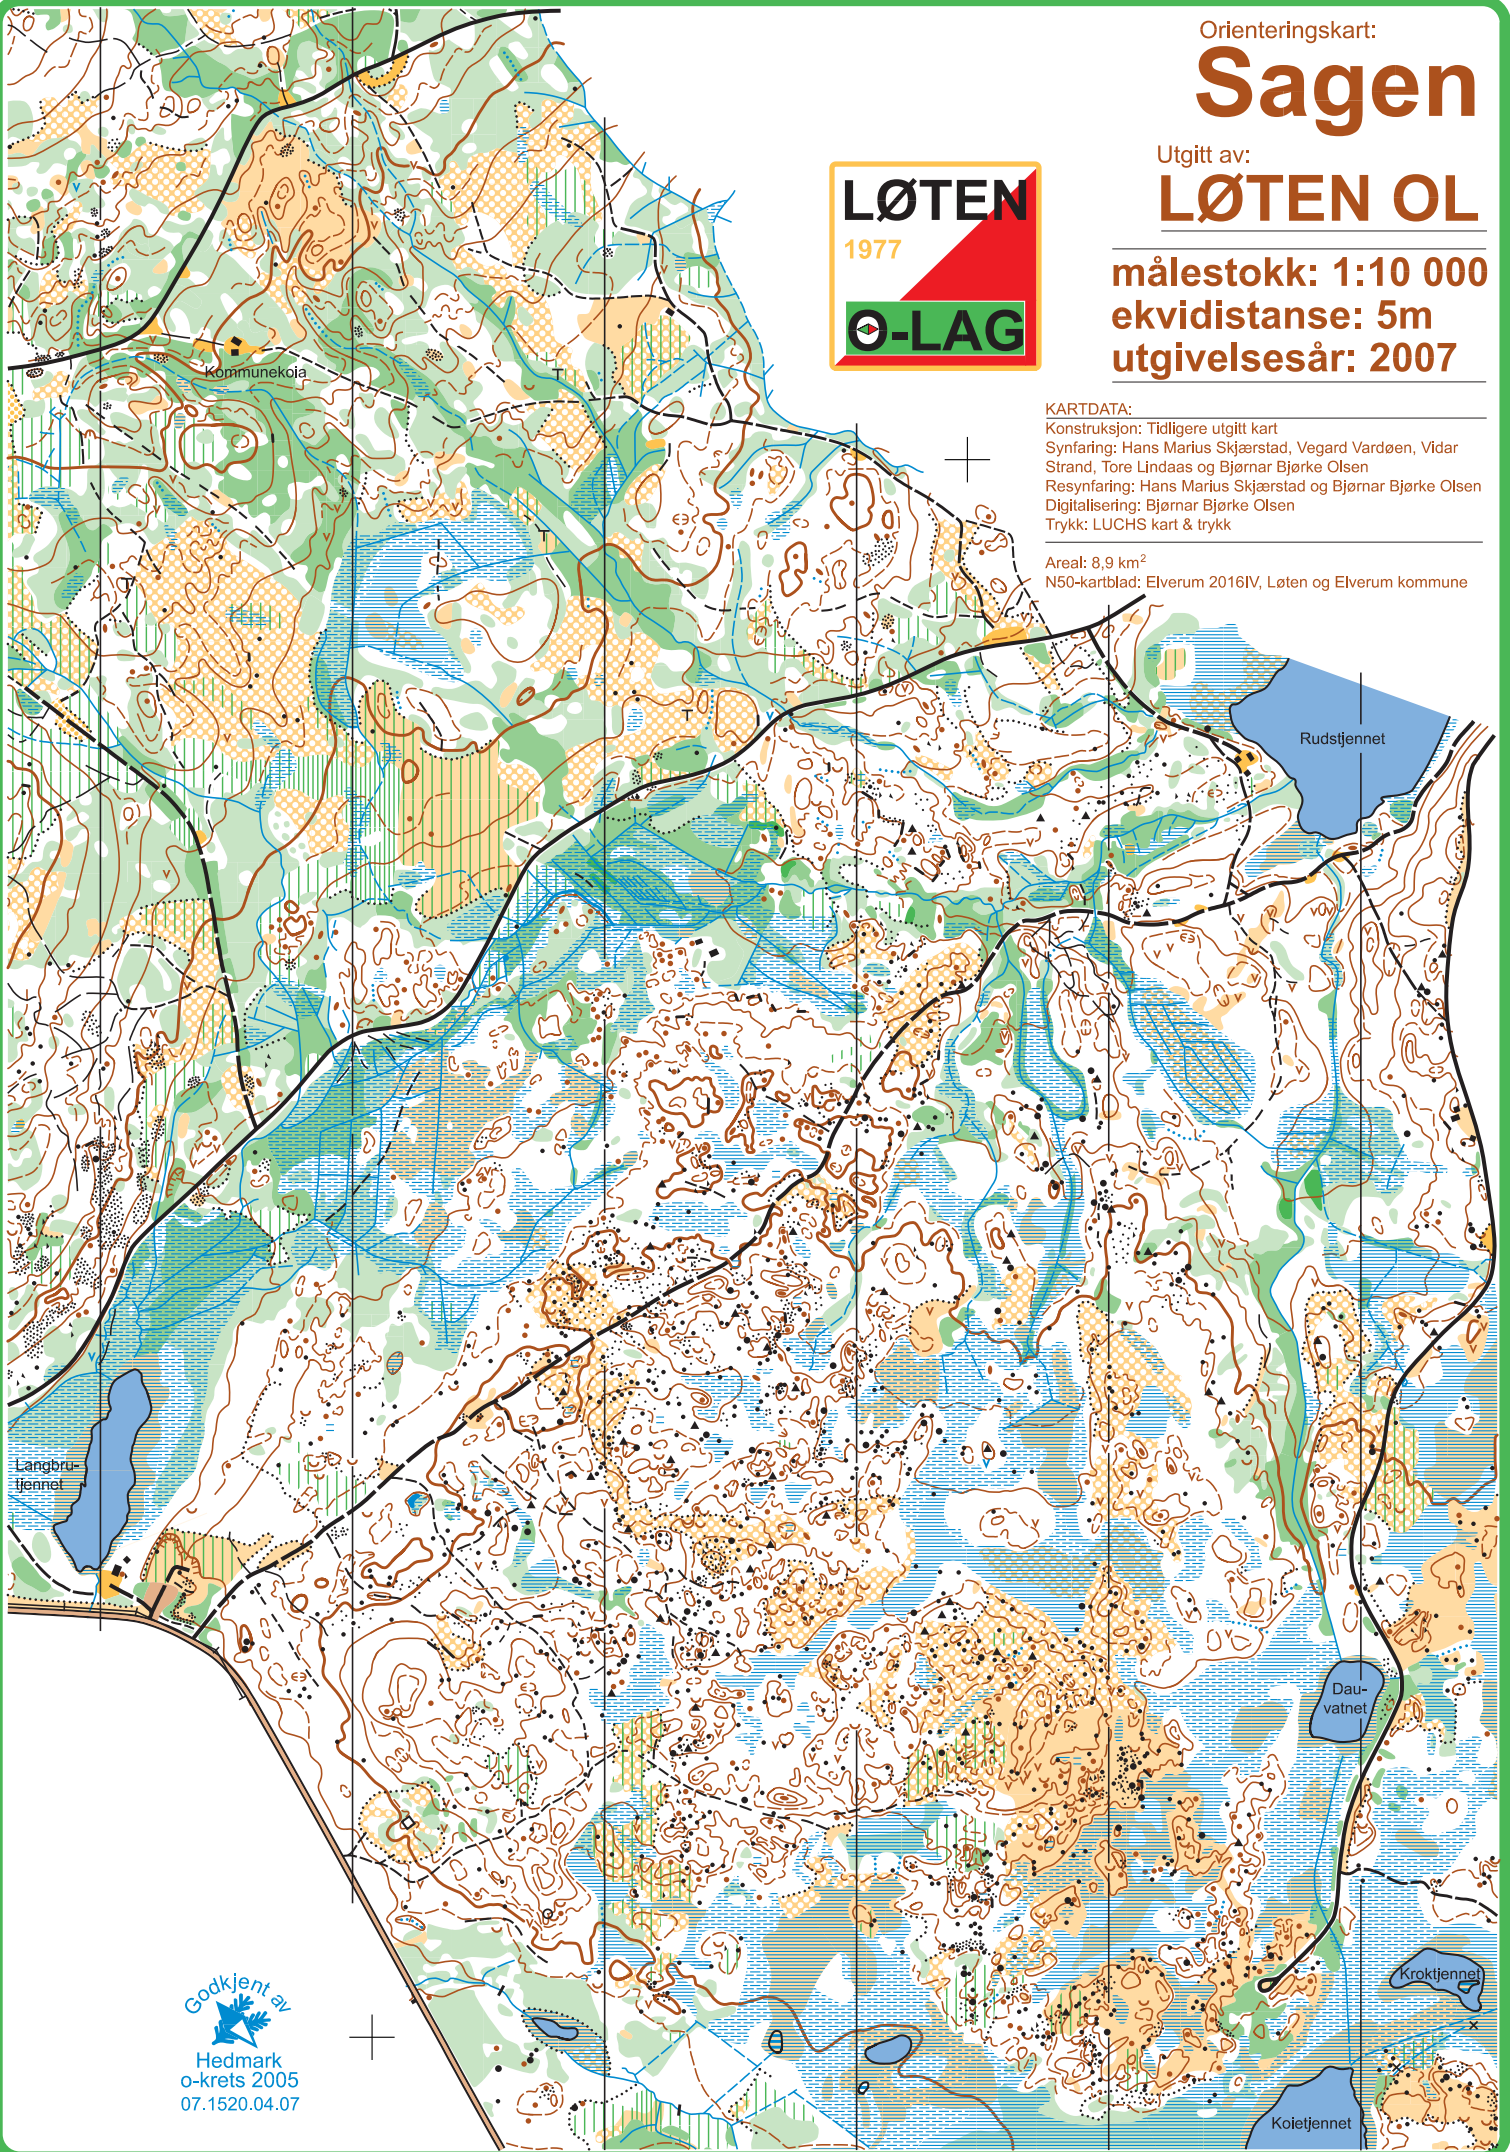 Orienteringskart:
Sagen
Utgitt av:
LØTEN OL
målestokk: 1:10 000
ekvidistanse: 5m
utgivelsesår: 2007
LØTEN
1977
O-LAG
KARTDATA:
Konstruksjon: Tidligere utgitt kart
Synfaring: Hans Marius Skjærstad, Vegard Vardøen, Vidar
Strand, Tore Lindaas og Bjørnar Bjørke Olsen
Resynfaring: Hans Marius Skjærstad og Bjørnar Bjørke Olsen
Digitalisering: Bjørnar Bjørke Olsen
Trykk: LUCHS kart & trykk
Areal: 8,9 km²
N50-kartblad: Elverum 2016IV, Løten og Elverum kommune
Kommunekoia
Rudstjennet
Langbru-
tjennet
Dau-
vatnet
Kroktjennet
Koietjennet
Godkjent av
Hedmark
o-krets 2005
07.1520.04.07